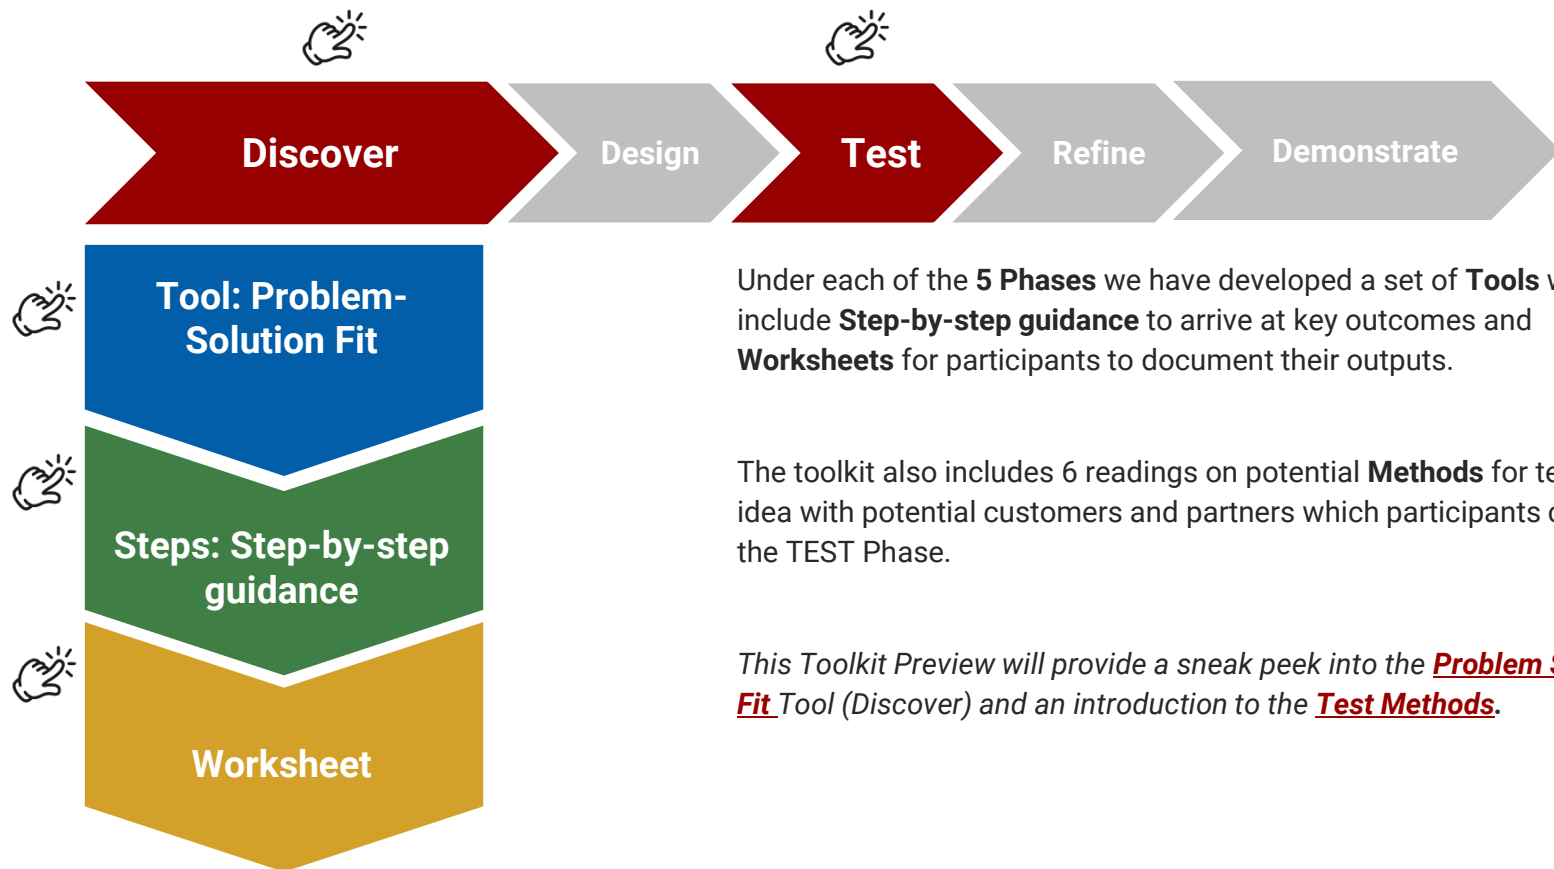 Discover
Design
Test
Refine
Demonstrate
Tool: Problem-
Solution Fit
Steps: Step-by-step
guidance
Worksheet
Under each of the 5 Phases we have developed a set of Tools
include Step-by-step guidance to arrive at key outcomes and
Worksheets for participants to document their outputs.
The toolkit also includes 6 readings on potential Methods for
idea with potential customers and partners which participants
the TEST Phase.
This Toolkit Preview will provide a sneak peek into the Problem
Fit Tool (Discover) and an introduction to the Test Methods.